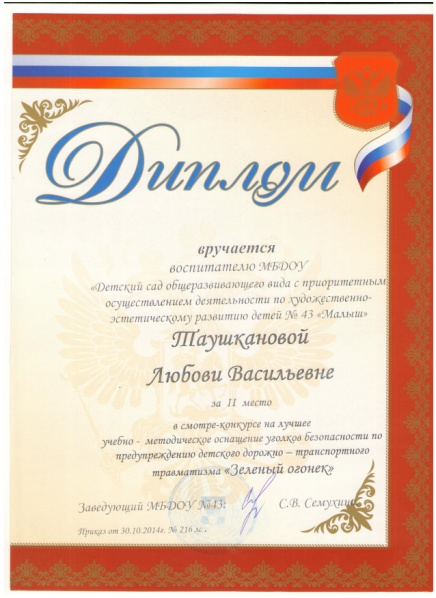 Диплом
вручается
воспитателю МБДОУ
«Детский сад общеразвивающего вида с приоритетным
осуществлением деятельности по художественно-
эстетическому развитию детей № 43 «Малыш»
Таушкановой
Любови Васильевне
за II место
в смотре-конкурсе на лучшее
учебно - методическое оснащение уголков безопасности по
предупреждению детского дорожно – транспортного
травматизма «Зеленый огонек»
Заведующий МБДОУ №43: С.В.
Приказ от 30.10.2014г. № 216